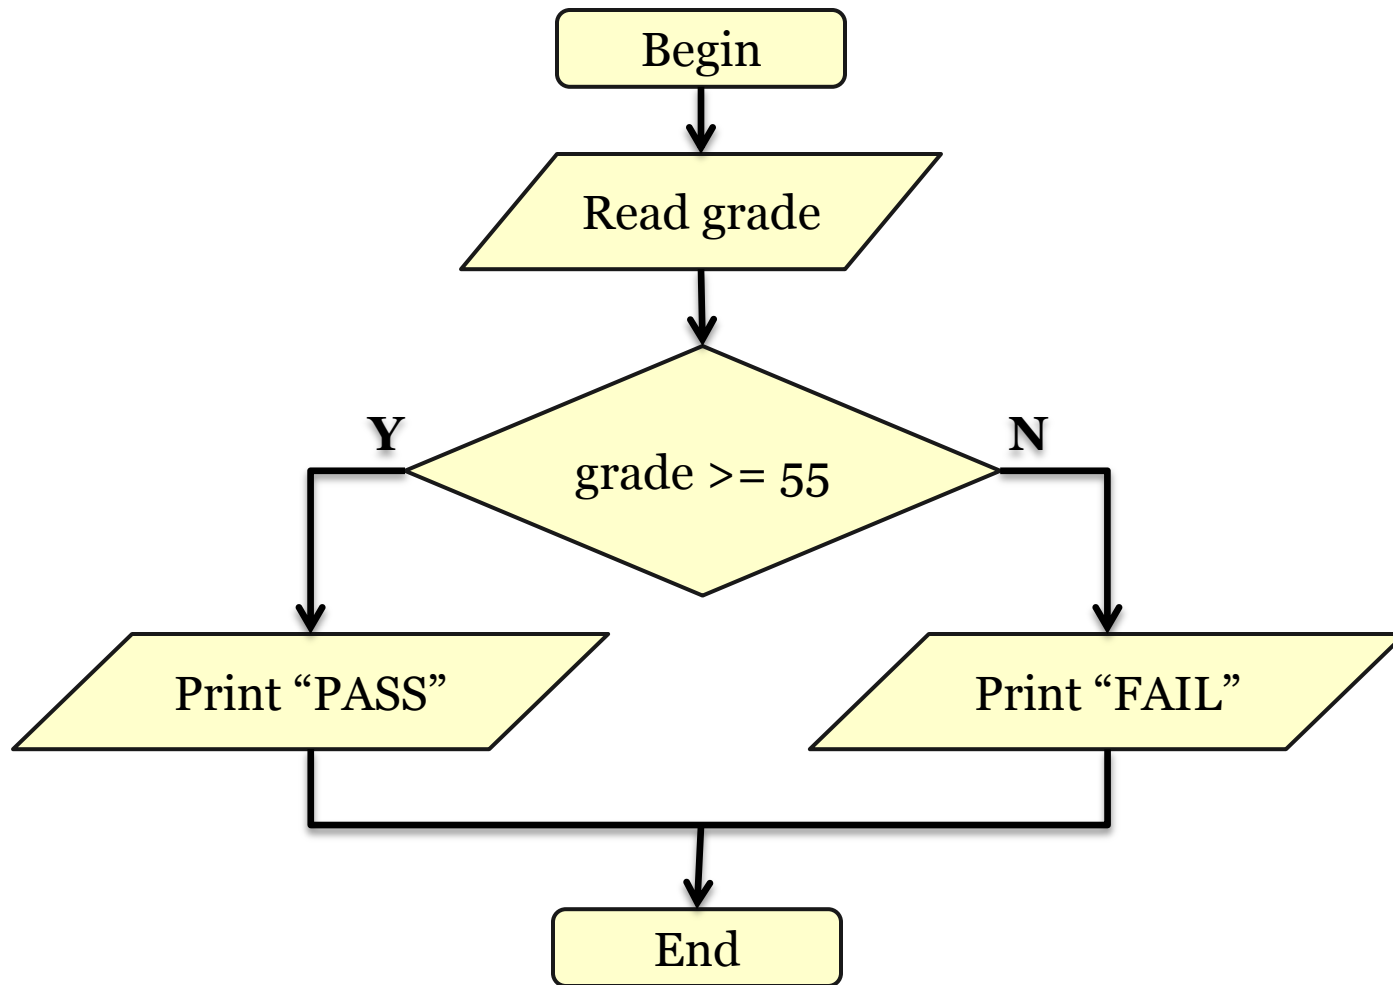 Begin
Read grade
Y
N
grade >= 55
Print “PASS”
Print “FAIL”
End